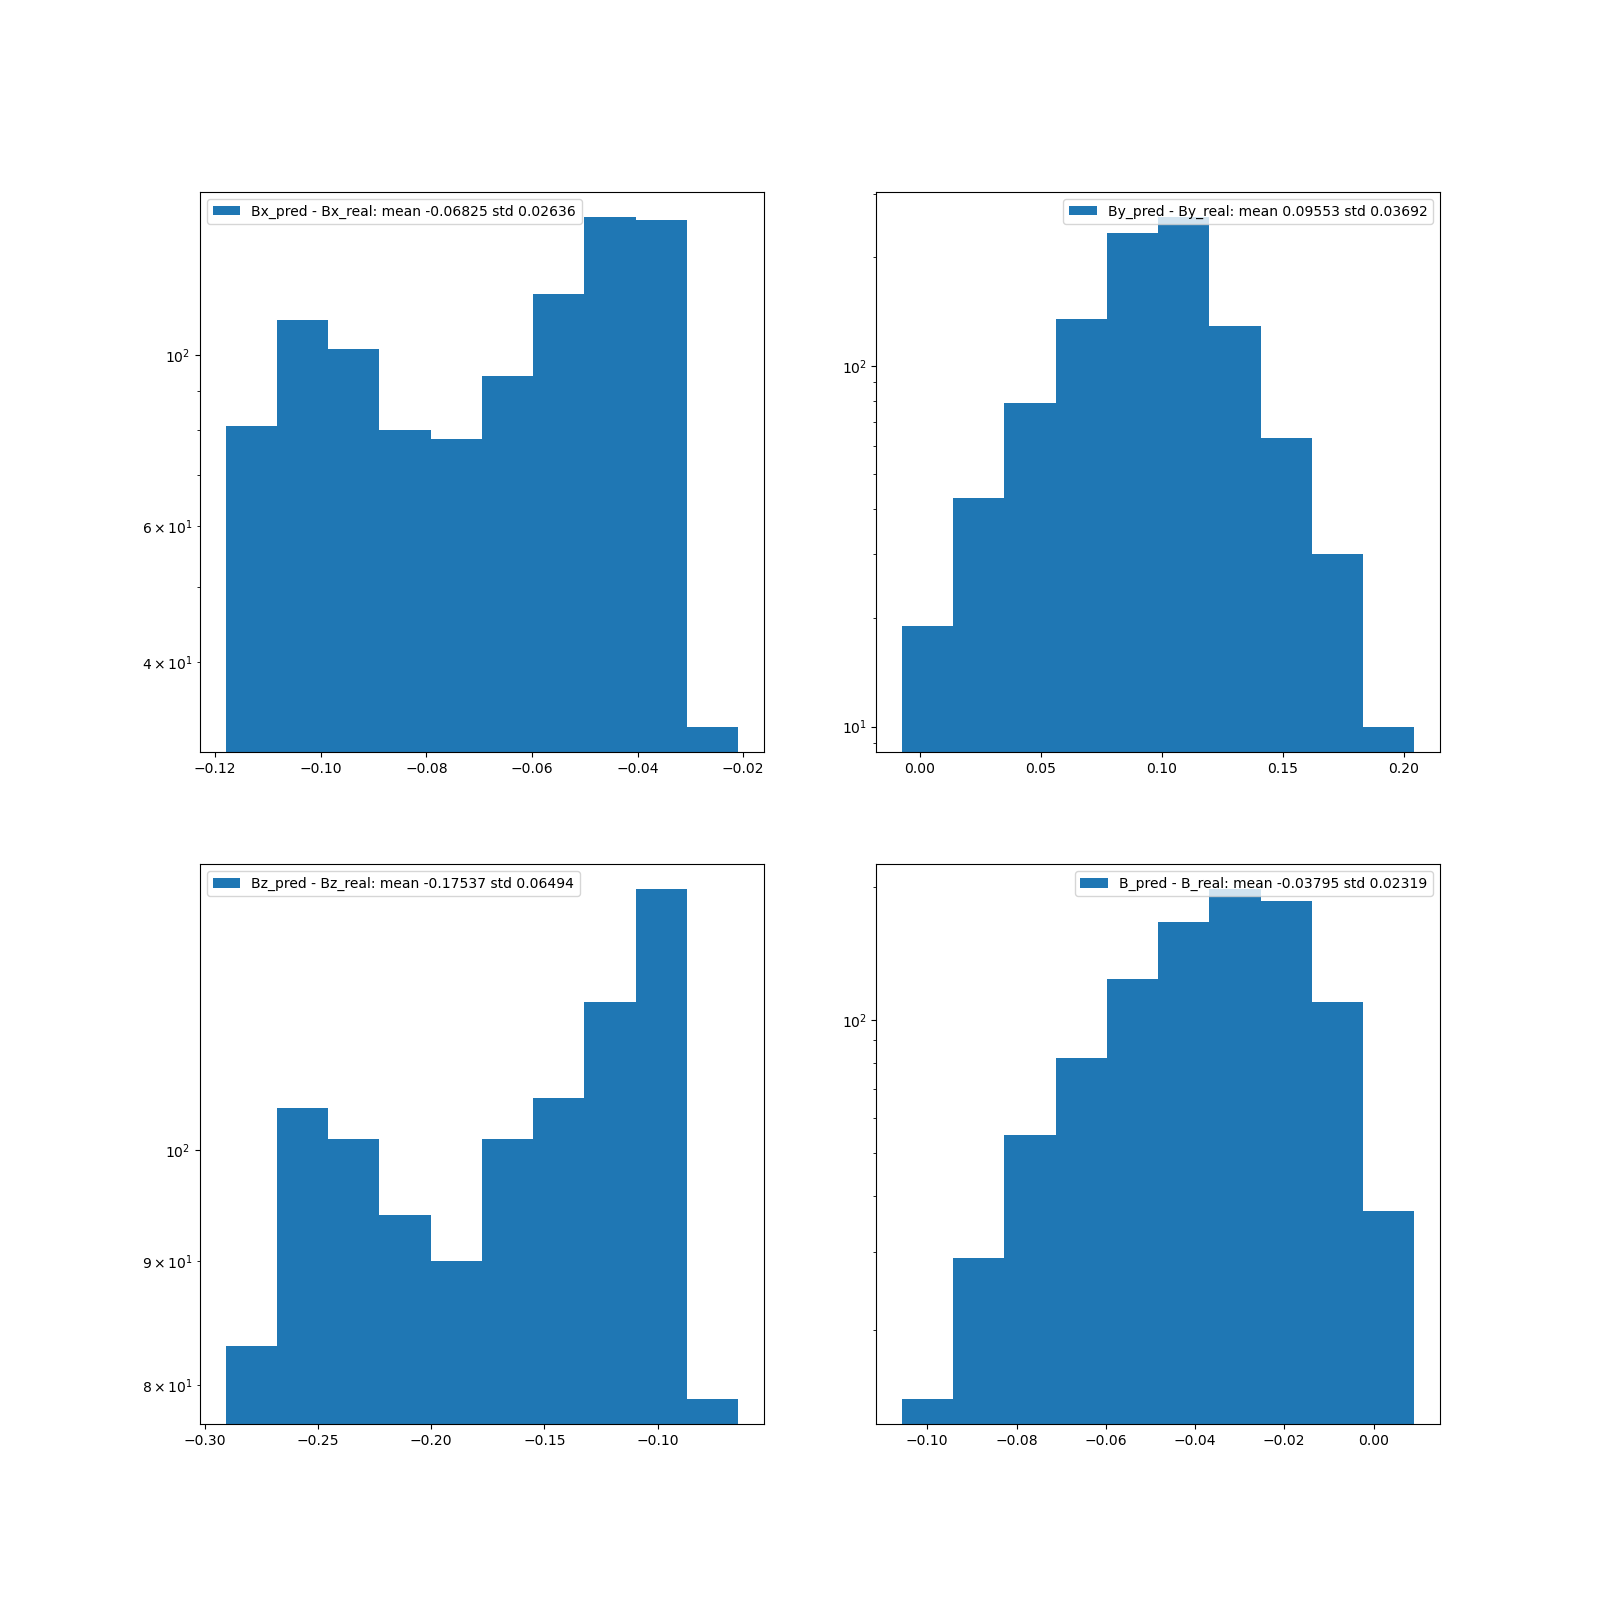 Bx_pred - Bx_real: mean -0.06825 std 0.02636
10²
6 × 10¹
4 × 10¹
−0.12 −0.10 −0.08 −0.06 −0.04 −0.02
By_pred - By_real: mean 0.09553 std 0.03692
10²
10¹
0.00 0.05 0.10 0.15 0.20
Bz_pred - Bz_real: mean -0.17537 std 0.06494
10²
9 × 10¹
8 × 10¹
−0.30 −0.25 −0.20 −0.15 −0.10
B_pred - B_real: mean -0.03795 std 0.02319
10²
−0.10 −0.08 −0.06 −0.04 −0.02 0.00